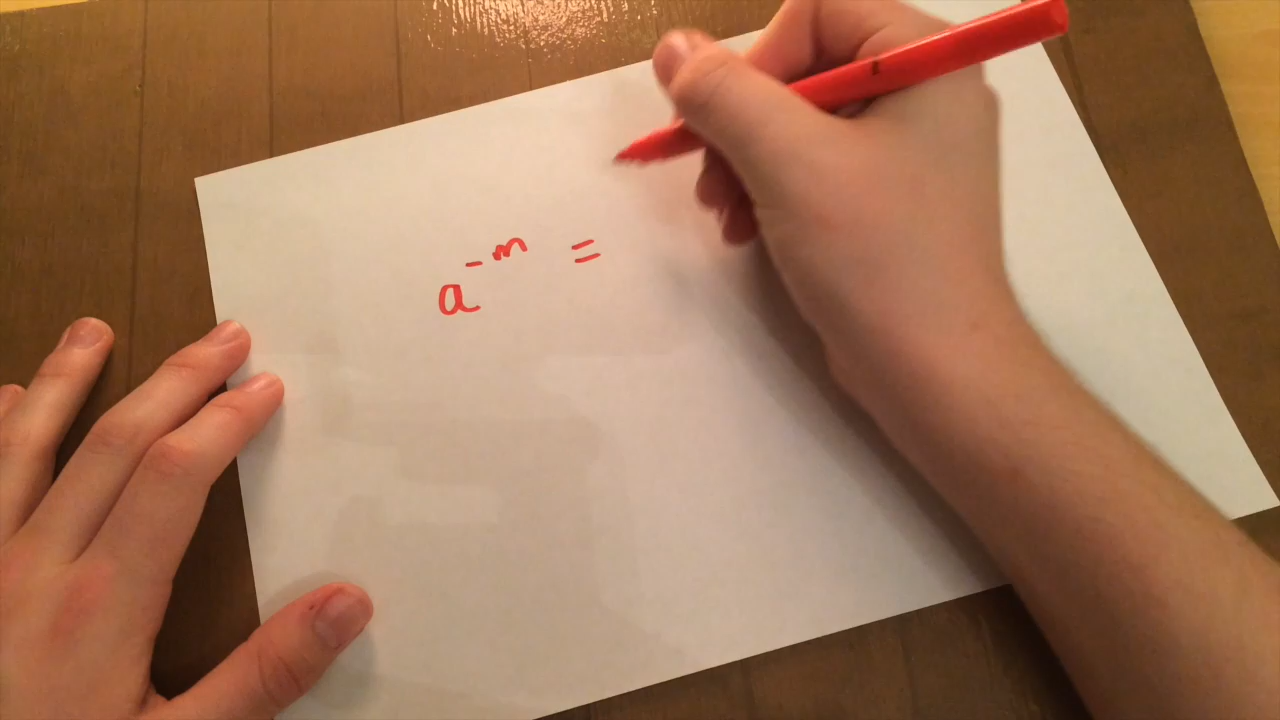 a⁻ᵐ =